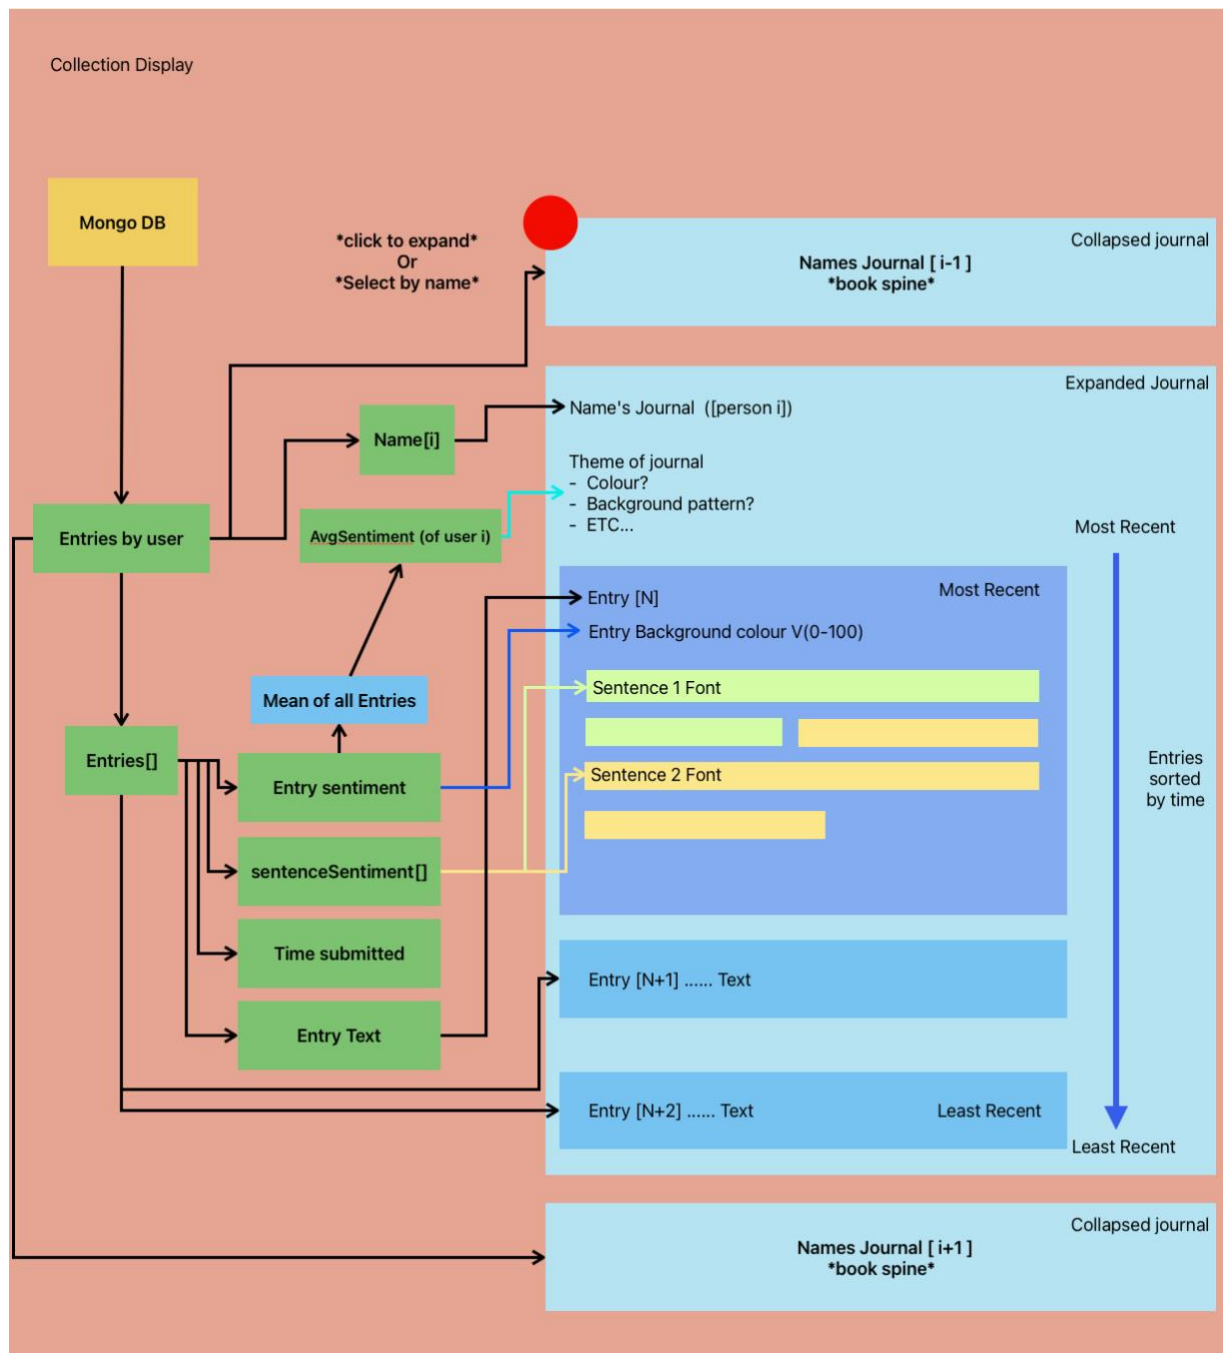 Collection Display
Mongo DB
*click to expand*
Or
*Select by name*
Collapsed journal
Names Journal [ i-1 ]
*book spine*
Expanded Journal
Name's Journal  ([person i])
Name[i]
Theme of journal
-  Colour?
-  Background pattern?
-  ETC...
Most Recent
Entries by user
AvgSentiment (of user i)
Most Recent
Entry [N]
Entry Background colour V(0-100)
Mean of all Entries
Sentence 1 Font
Entries[]
Entry sentiment
Sentence 2 Font
Entries
sorted
by time
sentenceSentiment[]
Time submitted
Entry [N+1] ...... Text
Entry Text
Entry [N+2] ...... Text
Least Recent
Least Recent
Collapsed journal
Names Journal [ i+1 ]
*book spine*